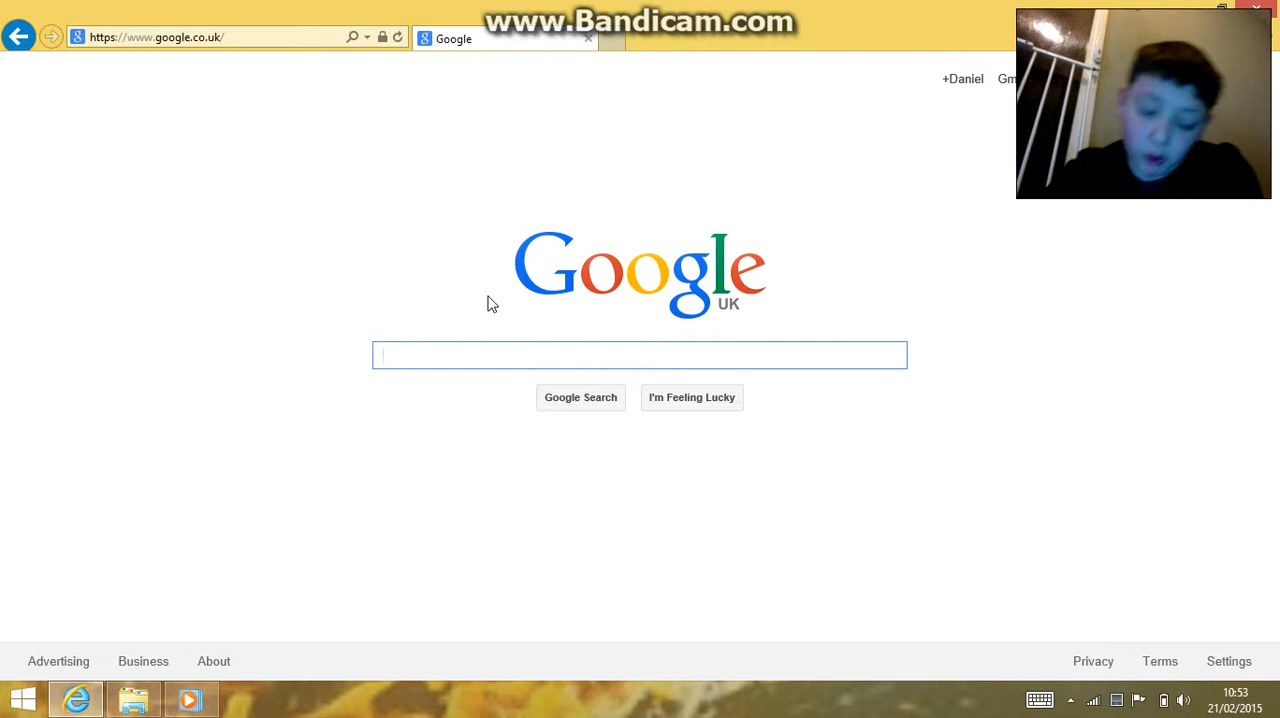 www.Bandicam.com
https://www.google.co.uk/
Google
+Daniel Gm
Google
UK
Google Search
I'm Feeling Lucky
Advertising Business About
Privacy Terms Settings
10:53
21/02/2015